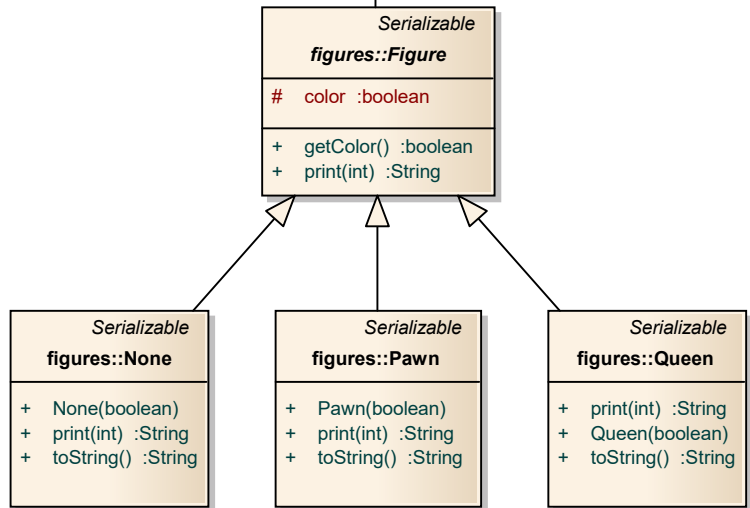 Serializable
figures::Figure
# color :boolean
+ getColor() :boolean
+ print(int) :String
Serializable
figures::None
+ None(boolean)
+ print(int) :String
+ toString() :String
Serializable
figures::Pawn
+ Pawn(boolean)
+ print(int) :String
+ toString() :String
Serializable
figures::Queen
+ print(int) :String
+ Queen(boolean)
+ toString() :String